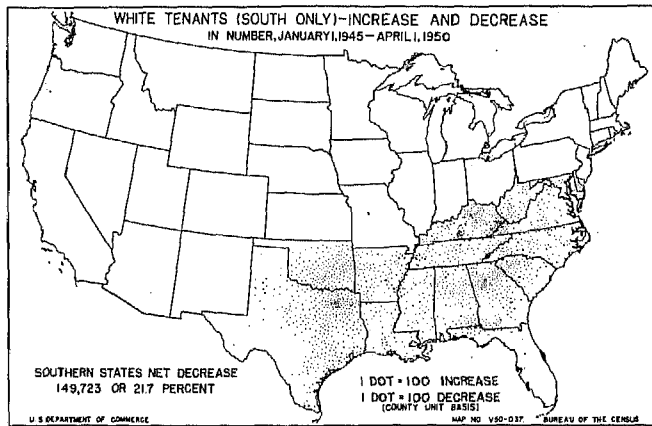 WHITE TENANTS (SOUTH ONLY)-INCREASE AND DECREASE
IN NUMBER, JANUARY 1, 1945-APRIL 1, 1950
SOUTHERN STATES NET DECREASE
149,723 OR 21.7 PERCENT
1 DOT = 100 INCREASE
1 DOT = 100 DECREASE
(COUNTY UNIT BASIS)
U S DEPARTMENT OF COMMERCE
MAP NO V50-037
BUREAU OF THE CENSUS